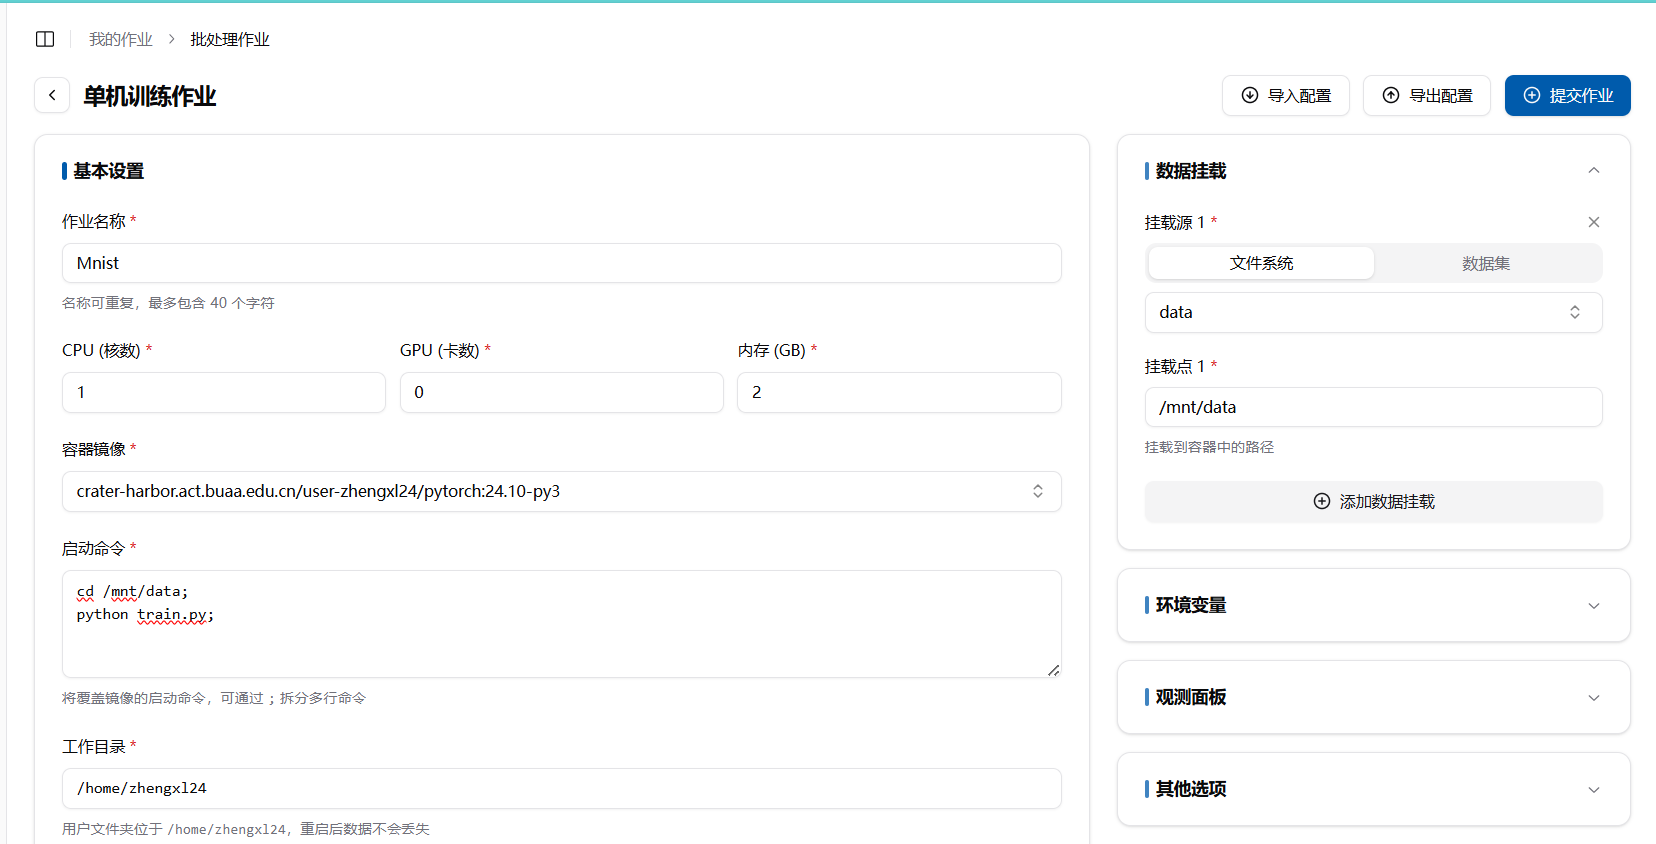 我的作业 > 批处理作业
单机训练作业
导入配置
导出配置
提交作业
基本设置
作业名称 *
Mnist
名称可重复，最多包含 40 个字符
CPU (核数) * GPU (卡数) * 内存 (GB) *
1 0 2
容器镜像 *
crater-harbor.act.buaa.edu.cn/user-zhengxl24/pytorch:24.10-py3
启动命令 *
cd /mnt/data;
python train.py;
将覆盖镜像的启动命令，可通过 ; 拆分多行命令
工作目录 *
/home/zhengxl24
用户文件夹位于 /home/zhengxl24，重启后数据不会丢失
数据挂载
挂载源 1 *
文件系统 数据集
data
挂载点 1 *
/mnt/data
挂载到容器中的路径
添加数据挂载
环境变量
观测面板
其他选项